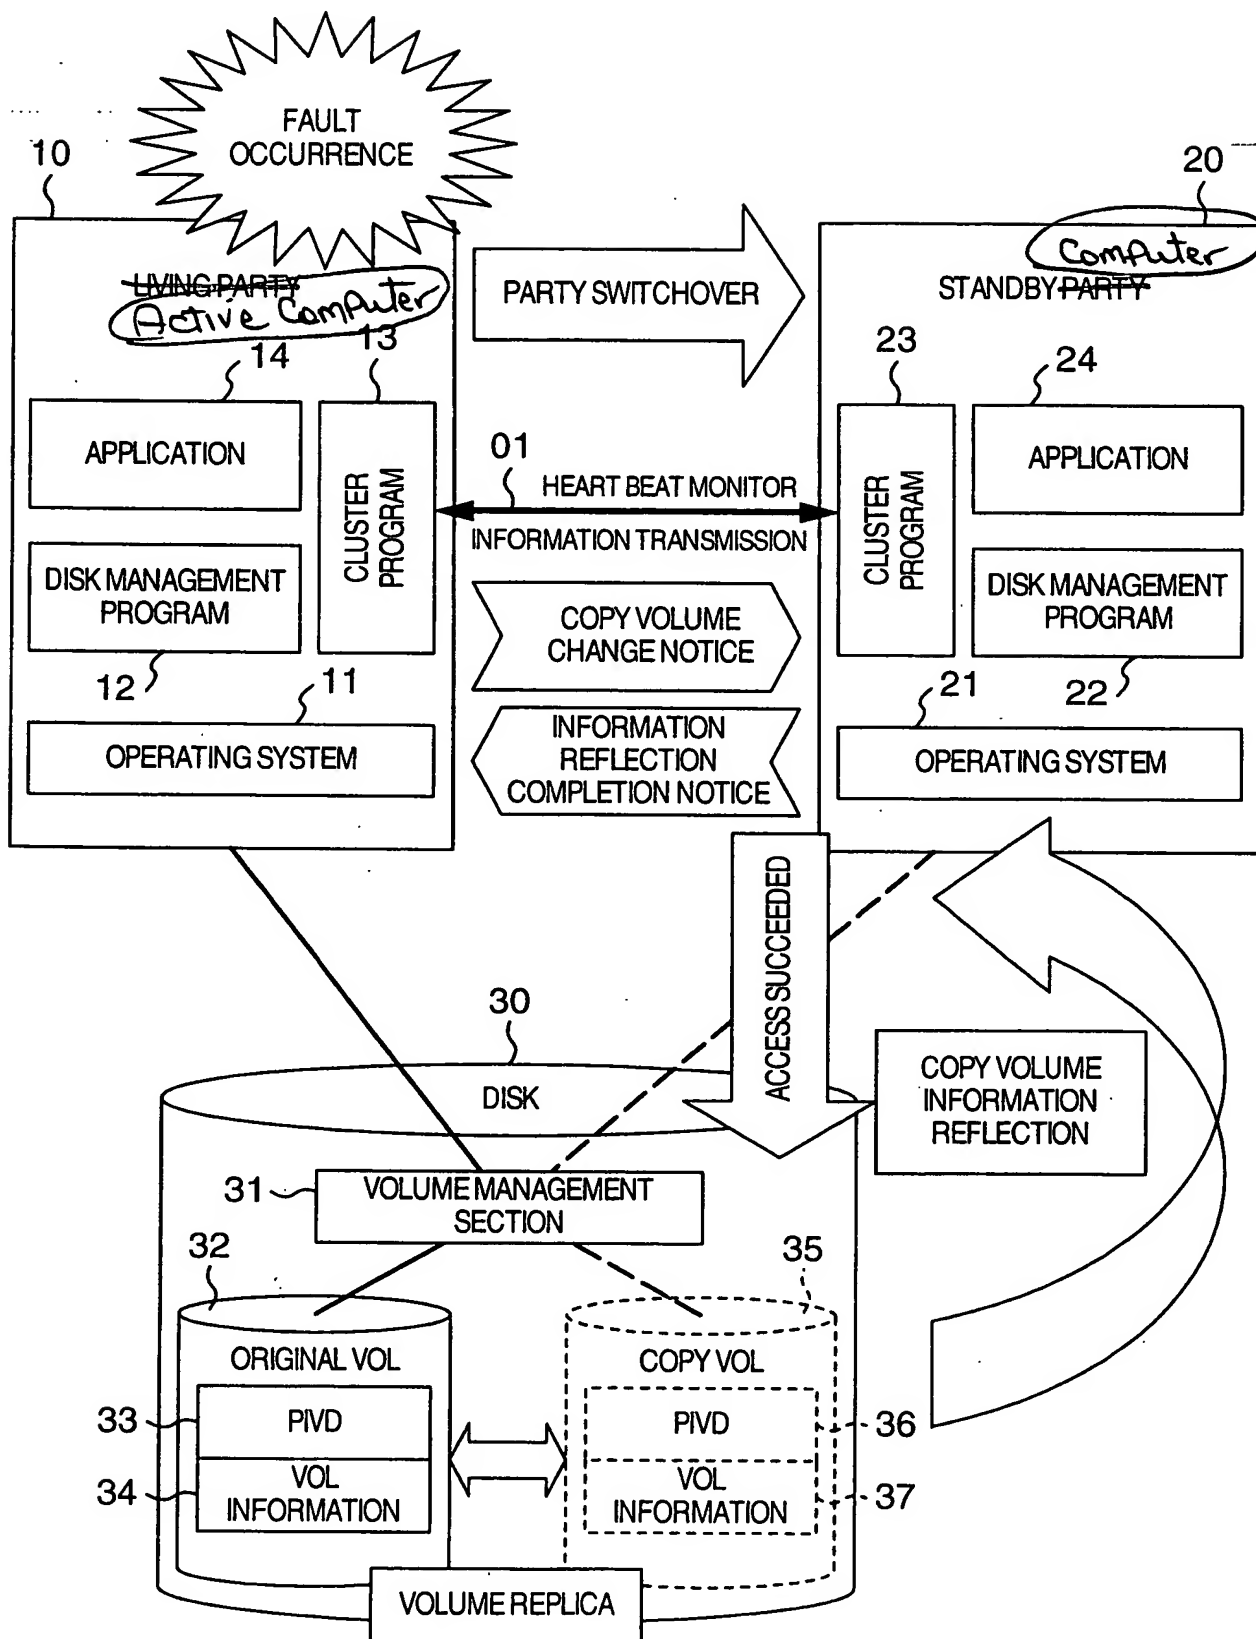 FAULT
OCCURRENCE
10
20
LIVING PARTY
Active Computer
PARTY SWITCHOVER
Computer
STANDBY PARTY
14
13
23
24
APPLICATION
CLUSTER
PROGRAM
01
HEART BEAT MONITOR
INFORMATION TRANSMISSION
CLUSTER
PROGRAM
APPLICATION
DISK MANAGEMENT
PROGRAM
COPY VOLUME
CHANGE NOTICE
DISK MANAGEMENT
PROGRAM
12
11
21
22
OPERATING SYSTEM
INFORMATION
REFLECTION
COMPLETION NOTICE
OPERATING SYSTEM
ACCESS SUCCEEDED
30
DISK
COPY VOLUME
INFORMATION
REFLECTION
31
VOLUME MANAGEMENT
SECTION
32
35
ORIGINAL VOL
COPY VOL
33
PIVD
PIVD
36
34
VOL
INFORMATION
VOL
INFORMATION
37
VOLUME REPLICA